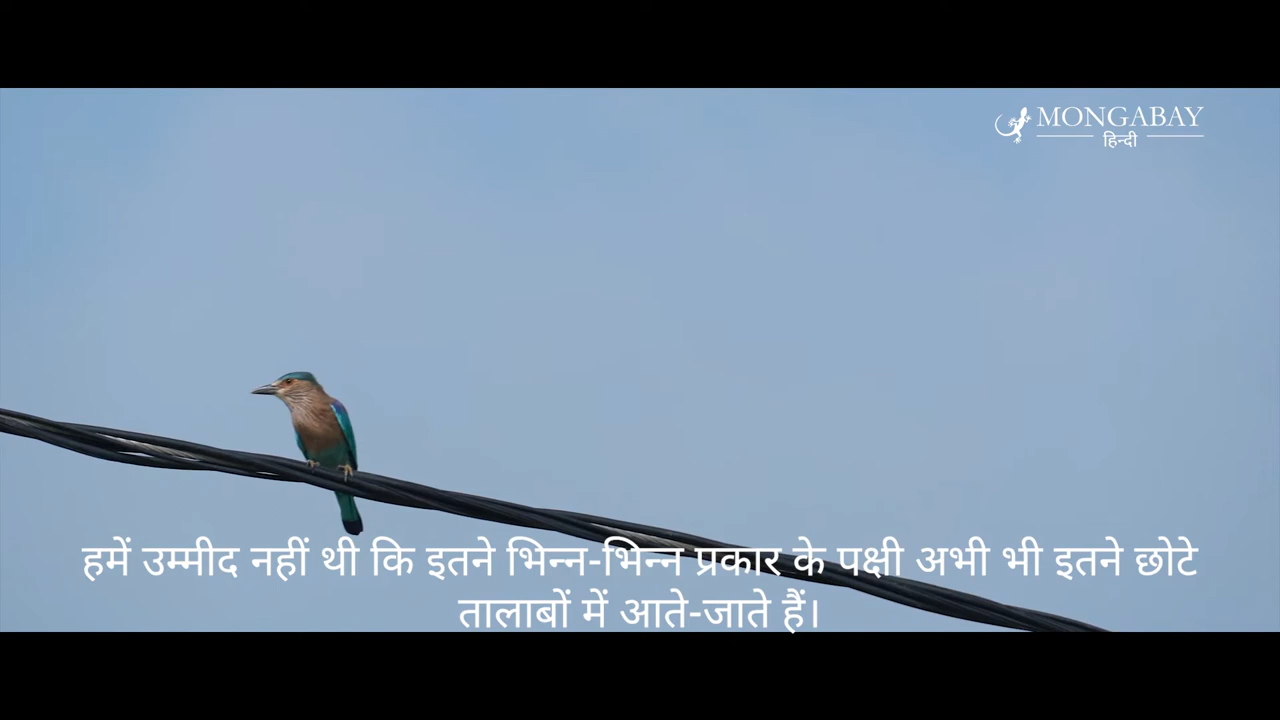 MONGABAY
हिन्दी
हमें उम्मीद नहीं थी कि इतने भिन्न-भिन्न प्रकार के पक्षी अभी भी इतने छोटे
तालाबों में आते-जाते हैं।